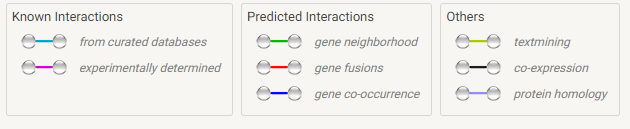 Known Interactions
from curated databases
experimentally determined
Predicted Interactions
gene neighborhood
gene fusions
gene co-occurrence
Others
textmining
co-expression
protein homology